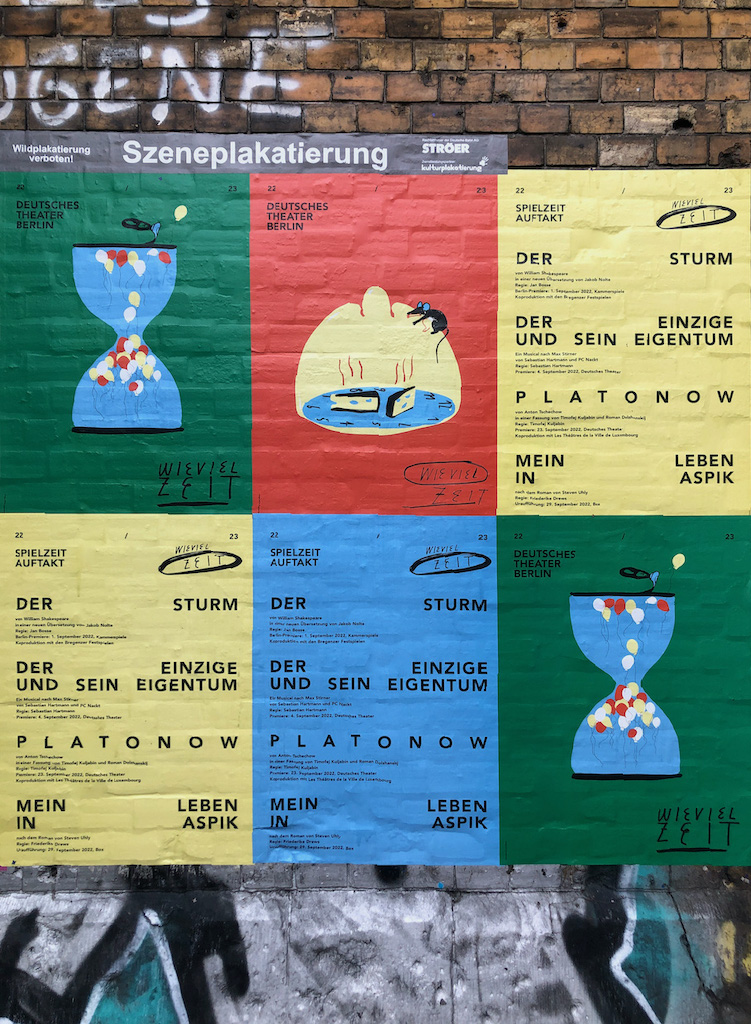 UGENE
Wildplakatierung
verboten!
Szeneplakatierung
STRÖER
kulturplakatierung
22 / 23
DEUTSCHES
THEATER
BERLIN
WIEVIEL
ZEIT
22 / 23
DEUTSCHES
THEATER
BERLIN
WIEVIEL
ZEIT
22 / 23
SPIELZEIT
AUFTAKT
WIEVIEL
ZEIT
DER STURM
von William Shakespeare
in einer neuen Übersetzung von Jakob Nolte
Regie: Jan Bosse
Berlin-Premiere: 1. September 2022, Kammerspiele
Koproduktion mit den Bregenzer Festspielen
DER EINZIGE
UND SEIN EIGENTUM
Ein Musical nach Max Stirner
von Sebastian Hartmann und PC Nackt
Regie: Sebastian Hartmann
Premiere: 4. September 2022, Deutsches Theater
PLATONOW
von Anton Tschechow
in einer Fassung von Timofej Kuljabin und Roman Dolzhanskij
Regie: Timofej Kuljabin
Premiere: 23. September 2022, Deutsches Theater
Koproduktion mit Les Théâtres de la Ville de Luxembourg
MEIN LEBEN
IN ASPIK
nach dem Roman von Steven Uhly
Regie: Friederike Drews
Uraufführung: 29. September 2022, Box
22 / 23
SPIELZEIT
AUFTAKT
WIEVIEL
ZEIT
DER STURM
von William Shakespeare
in einer neuen Übersetzung von Jakob Nolte
Regie: Jan Bosse
Berlin-Premiere: 1. September 2022, Kammerspiele
Koproduktion mit den Bregenzer Festspielen
DER EINZIGE
UND SEIN EIGENTUM
Ein Musical nach Max Stirner
von Sebastian Hartmann und PC Nackt
Regie: Sebastian Hartmann
Premiere: 4. September 2022, Deutsches Theater
PLATONOW
von Anton Tschechow
in einer Fassung von Timofej Kuljabin und Roman Dolzhanskij
Regie: Timofej Kuljabin
Premiere: 23. September 2022, Deutsches Theater
Koproduktion mit Les Théâtres de la Ville de Luxembourg
MEIN LEBEN
IN ASPIK
nach dem Roman von Steven Uhly
Regie: Friederike Drews
Uraufführung: 29. September 2022, Box
22 / 23
SPIELZEIT
AUFTAKT
WIEVIEL
ZEIT
DER STURM
von William Shakespeare
in einer neuen Übersetzung von Jakob Nolte
Regie: Jan Bosse
Berlin-Premiere: 1. September 2022, Kammerspiele
Koproduktion mit den Bregenzer Festspielen
DER EINZIGE
UND SEIN EIGENTUM
Ein Musical nach Max Stirner
von Sebastian Hartmann und PC Nackt
Regie: Sebastian Hartmann
Premiere: 4. September 2022, Deutsches Theater
PLATONOW
von Anton Tschechow
in einer Fassung von Timofej Kuljabin und Roman Dolzhanskij
Regie: Timofej Kuljabin
Premiere: 23. September 2022, Deutsches Theater
Koproduktion mit Les Théâtres de la Ville de Luxembourg
MEIN LEBEN
IN ASPIK
nach dem Roman von Steven Uhly
Regie: Friederike Drews
Uraufführung: 29. September 2022, Box
22 / 23
DEUTSCHES
THEATER
BERLIN
WIEVIEL
ZEIT